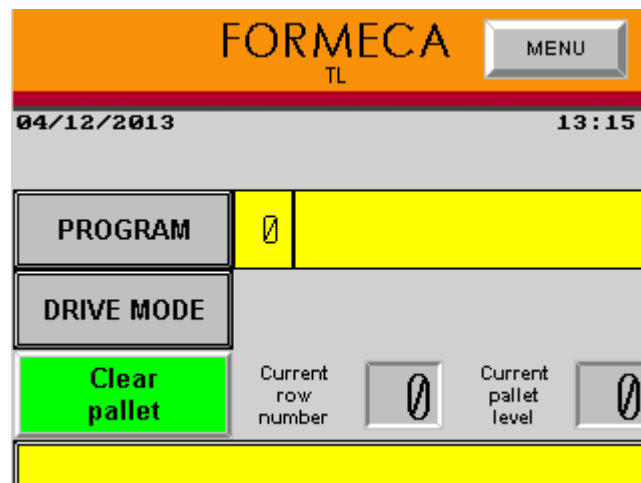 FORMECA
TL
MENU
04/12/2013 13:15
PROGRAM 0
DRIVE MODE
Clear
pallet
Current
row
number
0
Current
pallet
level
0